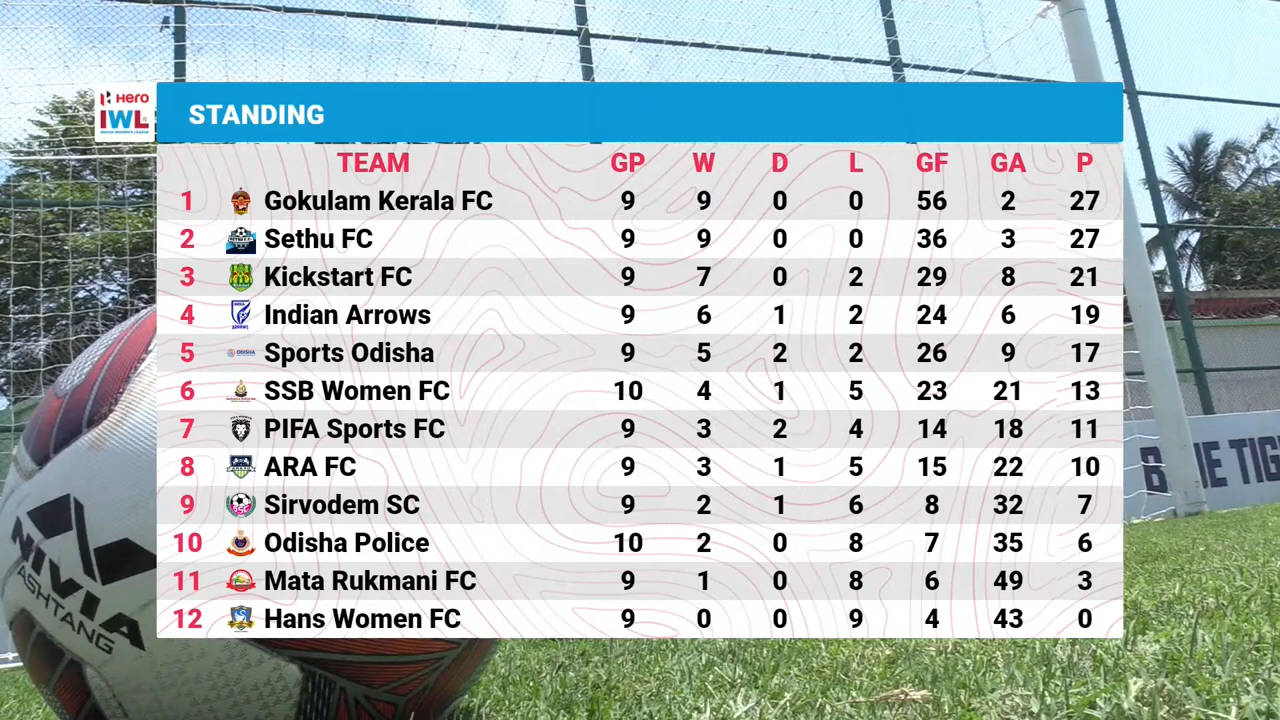 HERO
IWL
INDIAN WOMEN'S LEAGUE
STANDING
TEAM GP W D L GF GA P
1 Gokulam Kerala FC 9 9 0 0 56 2 27
2 Sethu FC 9 9 0 0 36 3 27
3 Kickstart FC 9 7 0 2 29 8 21
4 Indian Arrows 9 6 1 2 24 6 19
5 Sports Odisha 9 5 2 2 26 9 17
6 SSB Women FC 10 4 1 5 23 21 13
7 PIFA Sports FC 9 3 2 4 14 18 11
8 ARA FC 9 3 1 5 15 22 10
9 Sirvodem SC 9 2 1 6 8 32 7
10 Odisha Police 10 2 0 8 7 35 6
11 Mata Rukmani FC 9 1 0 8 6 49 3
12 Hans Women FC 9 0 0 9 4 43 0
NIVIA
ASHTANG
TIG